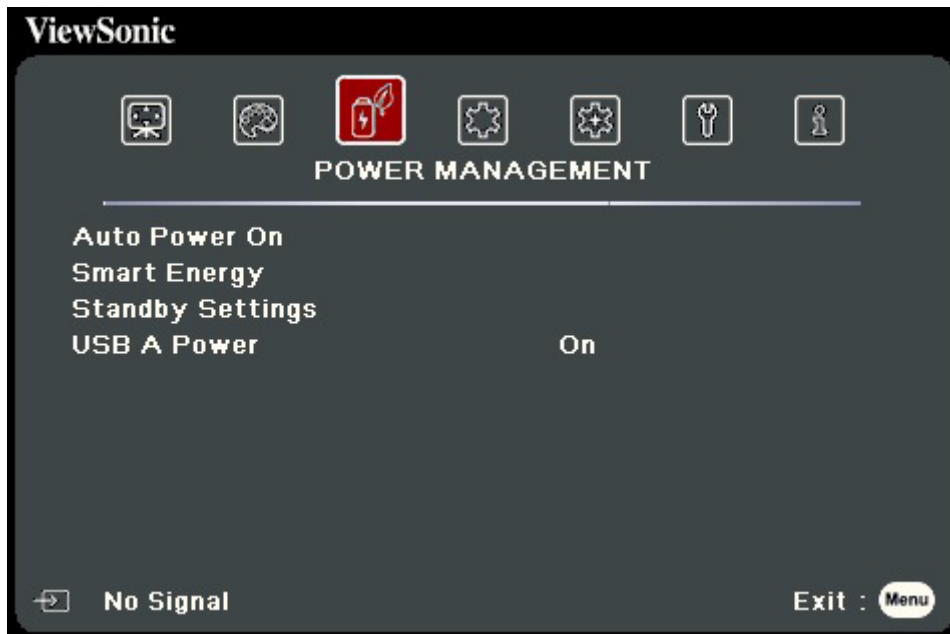 ViewSonic
POWER MANAGEMENT
Auto Power On
Smart Energy
Standby Settings
USB A Power On
No Signal
Exit : Menu